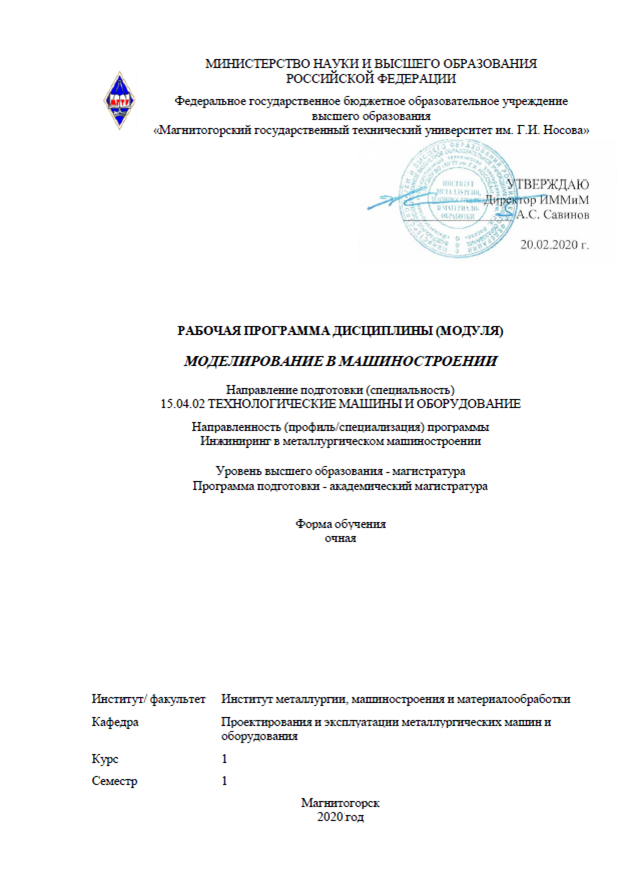 МИНИСТЕРСТВО НАУКИ И ВЫСШЕГО ОБРАЗОВАНИЯ
РОССИЙСКОЙ ФЕДЕРАЦИИ
Федеральное государственное бюджетное образовательное учреждение
высшего образования
«Магнитогорский государственный технический университет им. Г.И. Носова»
МГТУ
ИНСТИТУТ
УТВЕРЖДАЮ
Директор ИММиМ
А.С. Савинов
20.02.2020 г.
РАБОЧАЯ ПРОГРАММА ДИСЦИПЛИНЫ (МОДУЛЯ)
МОДЕЛИРОВАНИЕ В МАШИНОСТРОЕНИИ
Направление подготовки (специальность)
15.04.02 ТЕХНОЛОГИЧЕСКИЕ МАШИНЫ И ОБОРУДОВАНИЕ
Направленность (профиль/специализация) программы
Инжиниринг в металлургическом машиностроении
Уровень высшего образования - магистратура
Программа подготовки - академический магистратура
Форма обучения
очная
Институт/ факультет Институт металлургии, машиностроения и материалообработки
Кафедра Проектирования и эксплуатации металлургических машин и
оборудования
Курс 1
Семестр 1
Магнитогорск
2020 год